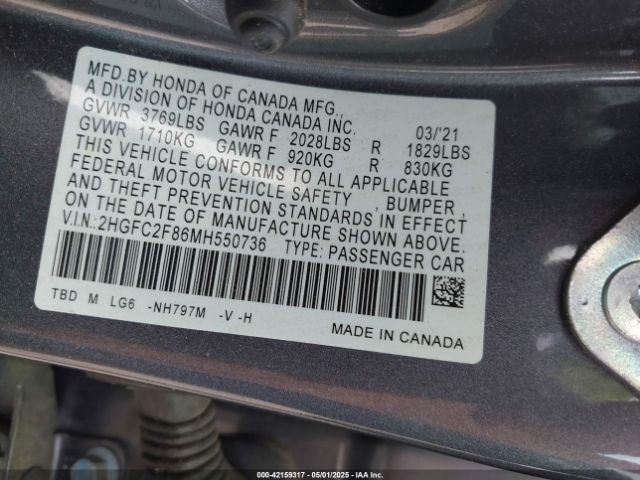 MFD.BY HONDA OF CANADA MFG.,
A DIVISION OF HONDA CANADA INC. 03/'21
GVWR 3769LBS GAWR F 2028LBS R 1829LBS
GVWR 1710KG GAWR F 920KG R 830KG
THIS VEHICLE CONFORMS TO ALL APPLICABLE
FEDERAL MOTOR VEHICLE SAFETY , BUMPER ,
AND THEFT PREVENTION STANDARDS IN EFFECT
ON THE DATE OF MANUFACTURE SHOWN ABOVE.
V.I.N.:2HGFC2F86MH550736 TYPE: PASSENGER CAR
TBD M LG6 -NH797M -V -H
MADE IN CANADA
000-42159317 | 05/01/2025 - © IAA, Inc.